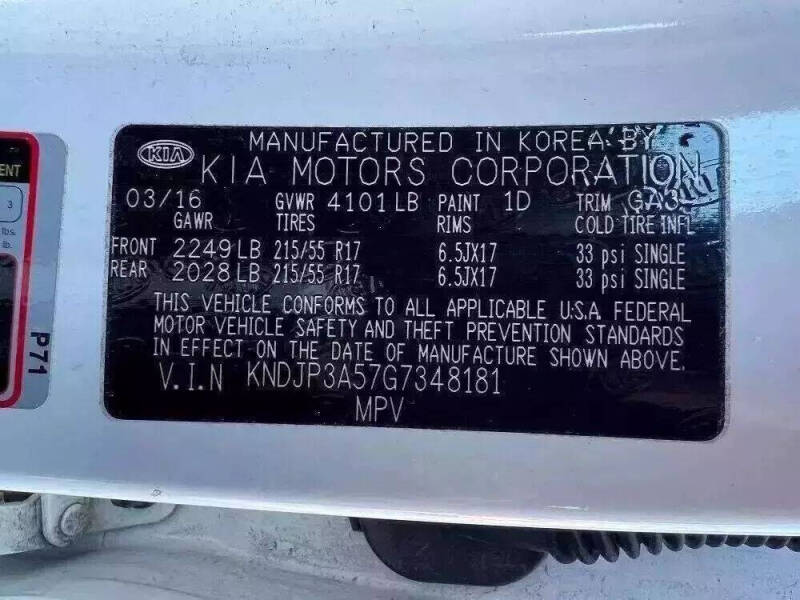 MANUFACTURED IN KOREA BY
KIA KIA MOTORS CORPORATION
03/16 GVWR 4101 LB PAINT 1D TRIM GA3
GAWR TIRES RIMS COLD TIRE INFL
FRONT 2249 LB 215/55 R17 6.5JX17 33 psi SINGLE
REAR 2028 LB 215/55 R17 6.5JX17 33 psi SINGLE
THIS VEHICLE CONFORMS TO ALL APPLICABLE U.S.A. FEDERAL
MOTOR VEHICLE SAFETY AND THEFT PREVENTION STANDARDS
IN EFFECT ON THE DATE OF MANUFACTURE SHOWN ABOVE.
V.I.N KNDJP3A57G7348181
MPV
3
lbs.
lb.
P71